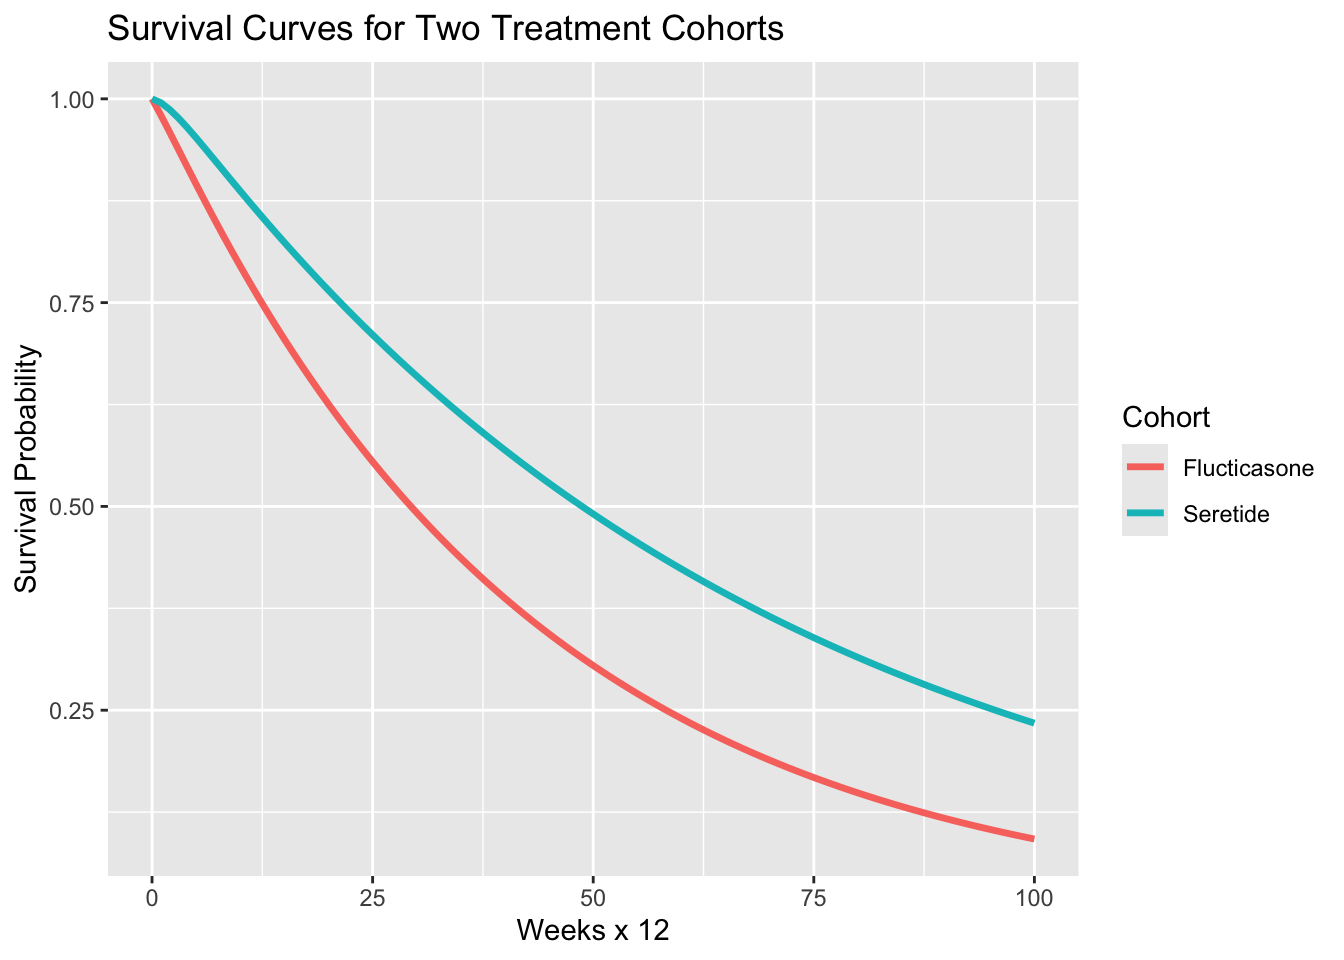 Survival Curves for Two Treatment Cohorts
Survival Probability
1.00
0.75
0.50
0.25
0 25 50 75 100
Weeks x 12
Cohort
Flucticasone
Seretide